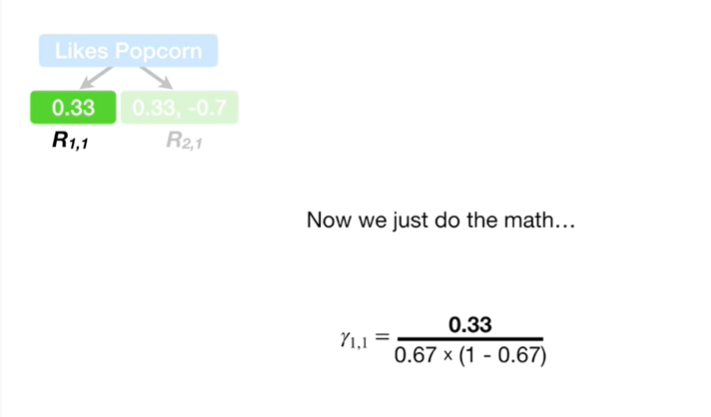 Likes Popcorn
0.33 0.33, -0.7
R1,1 R2,1
Now we just do the math...
γ1,1 = 0.33
0.67 × (1 - 0.67)